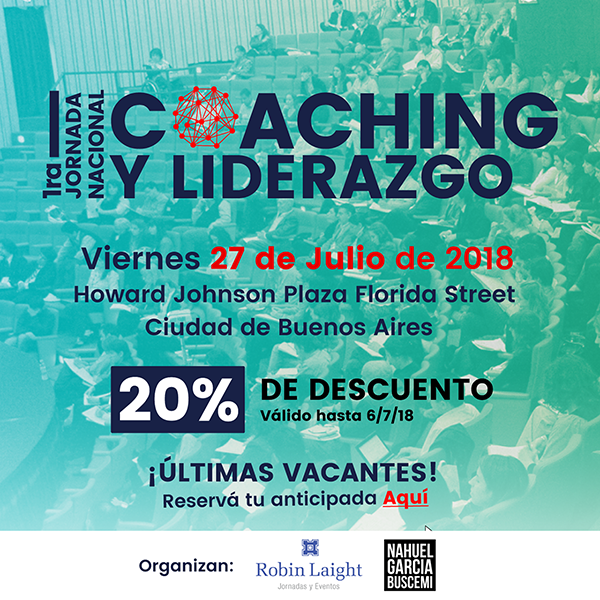 1ra JORNADA NACIONAL
COACHING
Y LIDERAZGO
Viernes 27 de Julio de 2018
Howard Johnson Plaza Florida Street
Ciudad de Buenos Aires
20% DE DESCUENTO
Válido hasta 6/7/18
¡ÚLTIMAS VACANTES!
Reservá tu anticipada Aquí
Organizan:
Robin Laight
Jornadas y Eventos
NAHUEL
GARCÍA
BUSCEMI